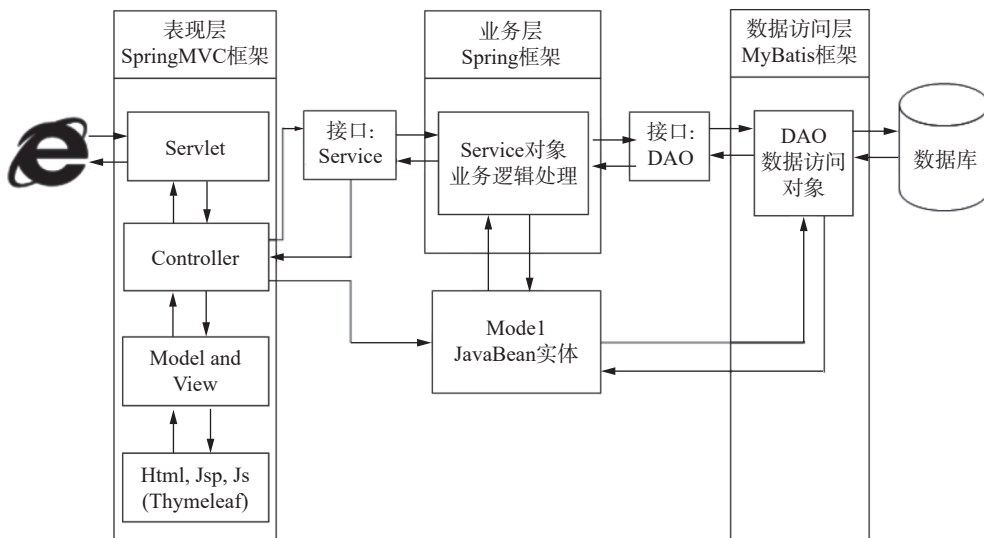 表现层
SpringMVC框架
业务层
Spring框架
数据访问层
MyBatis框架
Servlet
接口:
Service
Service对象
业务逻辑处理
接口:
DAO
DAO
数据访问
对象
数据库
Controller
Mode1
JavaBean实体
Model and
View
Html, Jsp, Js
(Thymeleaf)